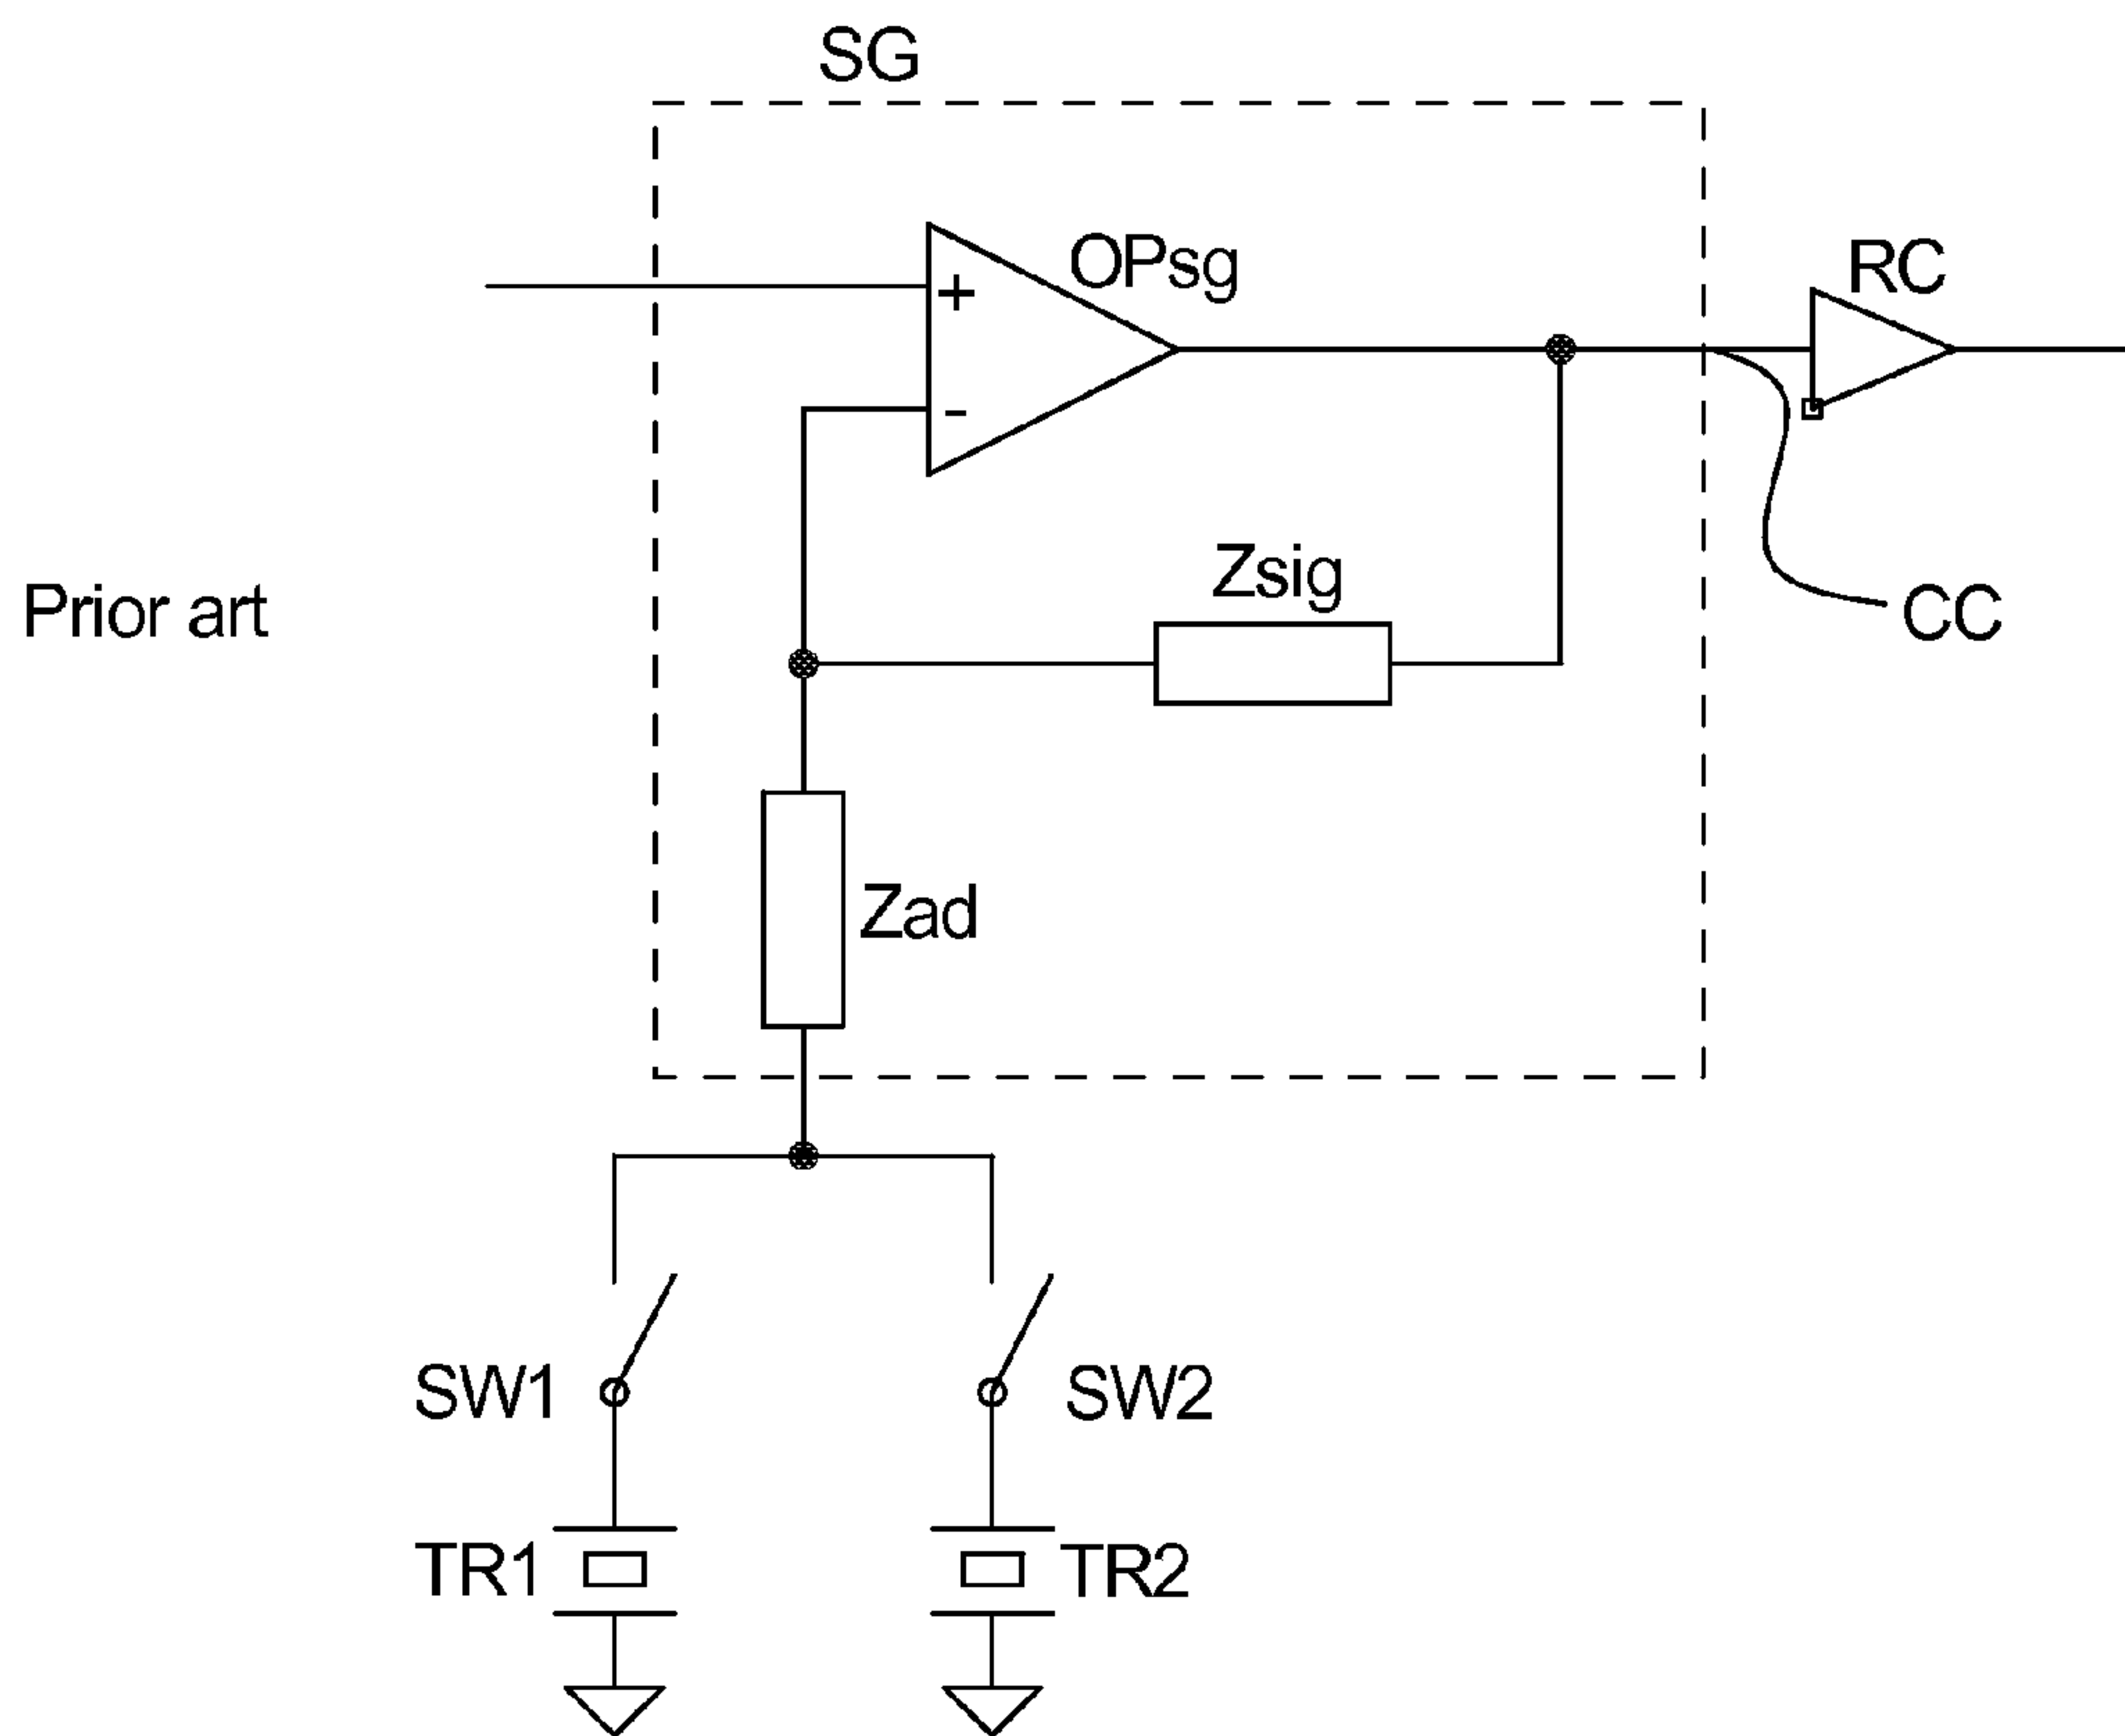 SG
OPsg
+
-
RC
Zsig
Prior art
CC
Zad
SW1
SW2
TR1
TR2